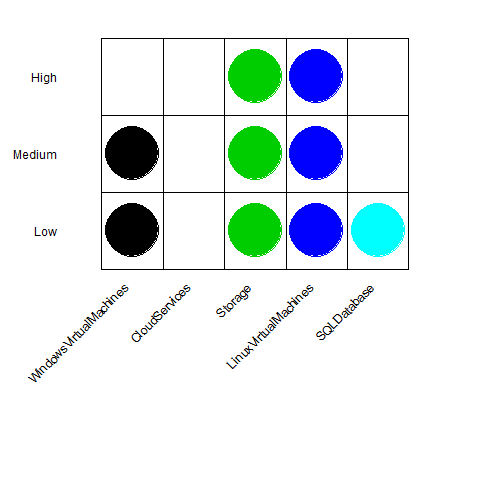 High
Medium
Low
WindowsVirtualMachines
CloudServices
Storage
LinuxVirtualMachines
SQLDatabase